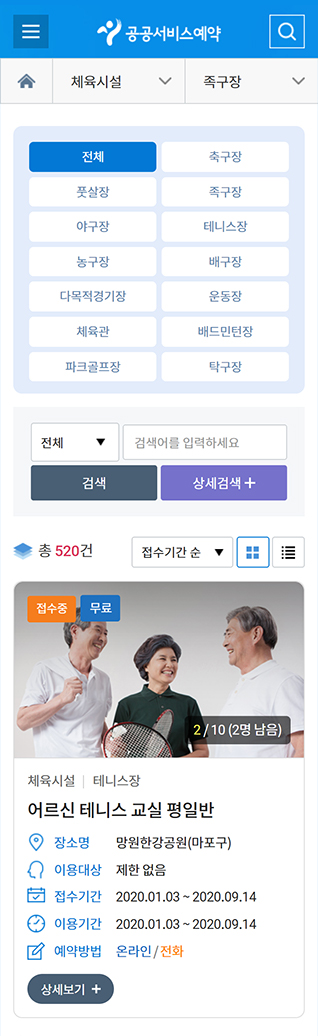 공공서비스예약
체육시설 족구장
전체 축구장
풋살장 족구장
야구장 테니스장
농구장 배구장
다목적경기장 운동장
체육관 배드민턴장
파크골프장 탁구장
전체 ▼ 검색어를 입력하세요
검색 상세검색 +
총 520건 접수기간 순 ▼
접수중 무료
2 / 10 (2명 남음)
체육시설 | 테니스장
어르신 테니스 교실 평일반
장소명 망원한강공원(마포구)
이용대상 제한 없음
접수기간 2020.01.03 ~ 2020.09.14
이용기간 2020.01.03 ~ 2020.09.14
예약방법 온라인 / 전화
상세보기 +